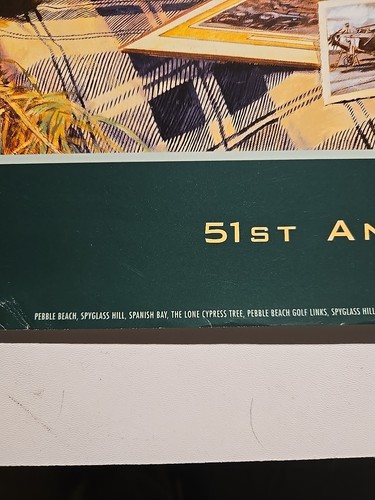 51ST AN
PEBBLE BEACH, SPYGLASS HILL, SPANISH BAY, THE LONE CYPRESS TREE, PEBBLE BEACH GOLF LINKS, SPYGLASS HILL